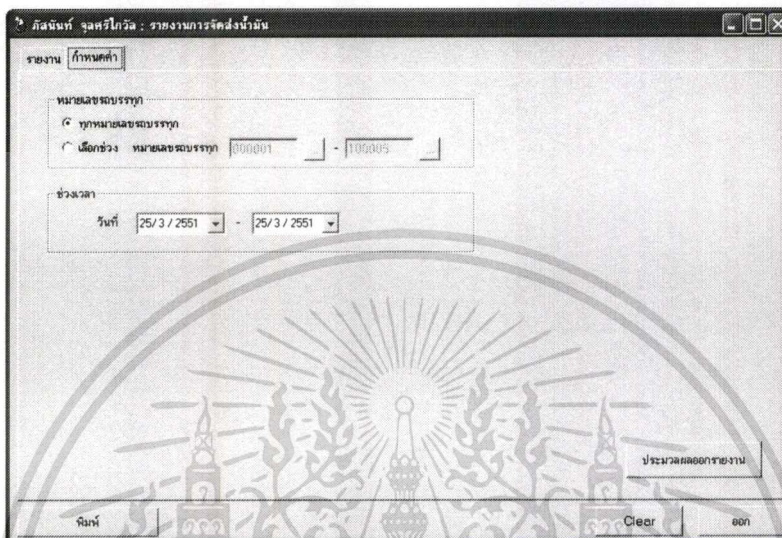 ภัสนันท์ จุลศรีไกวัล : รายงานการจัดส่งน้ำมัน
รายงาน กำหนดค่า
หมายเลขรถบรรทุก
ทุกหมายเลขรถบรรทุก
เลือกช่วง หมายเลขรถบรรทุก 000001 ... - 100005 ...
ช่วงเวลา
วันที่ 25/ 3 / 2551 - 25/ 3 / 2551
ประมวลผลออกรายงาน
พิมพ์ Clear ออก